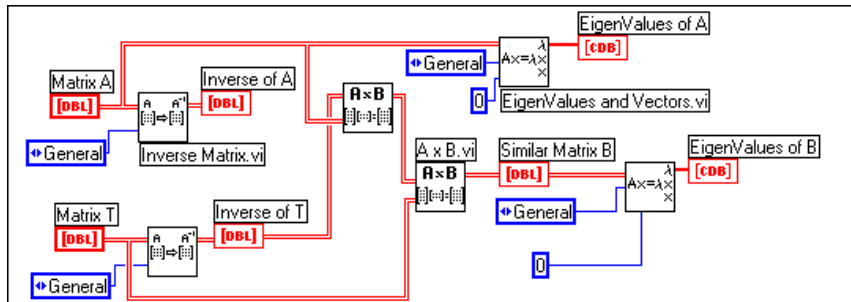 EigenValues of A
λ
Ax=λx
x
[CDB]
General
0
EigenValues and Vectors.vi
Matrix A
[DBL]
A A⁻¹
Inverse of A
[DBL]
General
Inverse Matrix.vi
A×B
A x B.vi
A×B
Similar Matrix B
[DBL]
General
0
λ
Ax=λx
x
EigenValues of B
[CDB]
Matrix T
[DBL]
A A⁻¹
Inverse of T
[DBL]
General